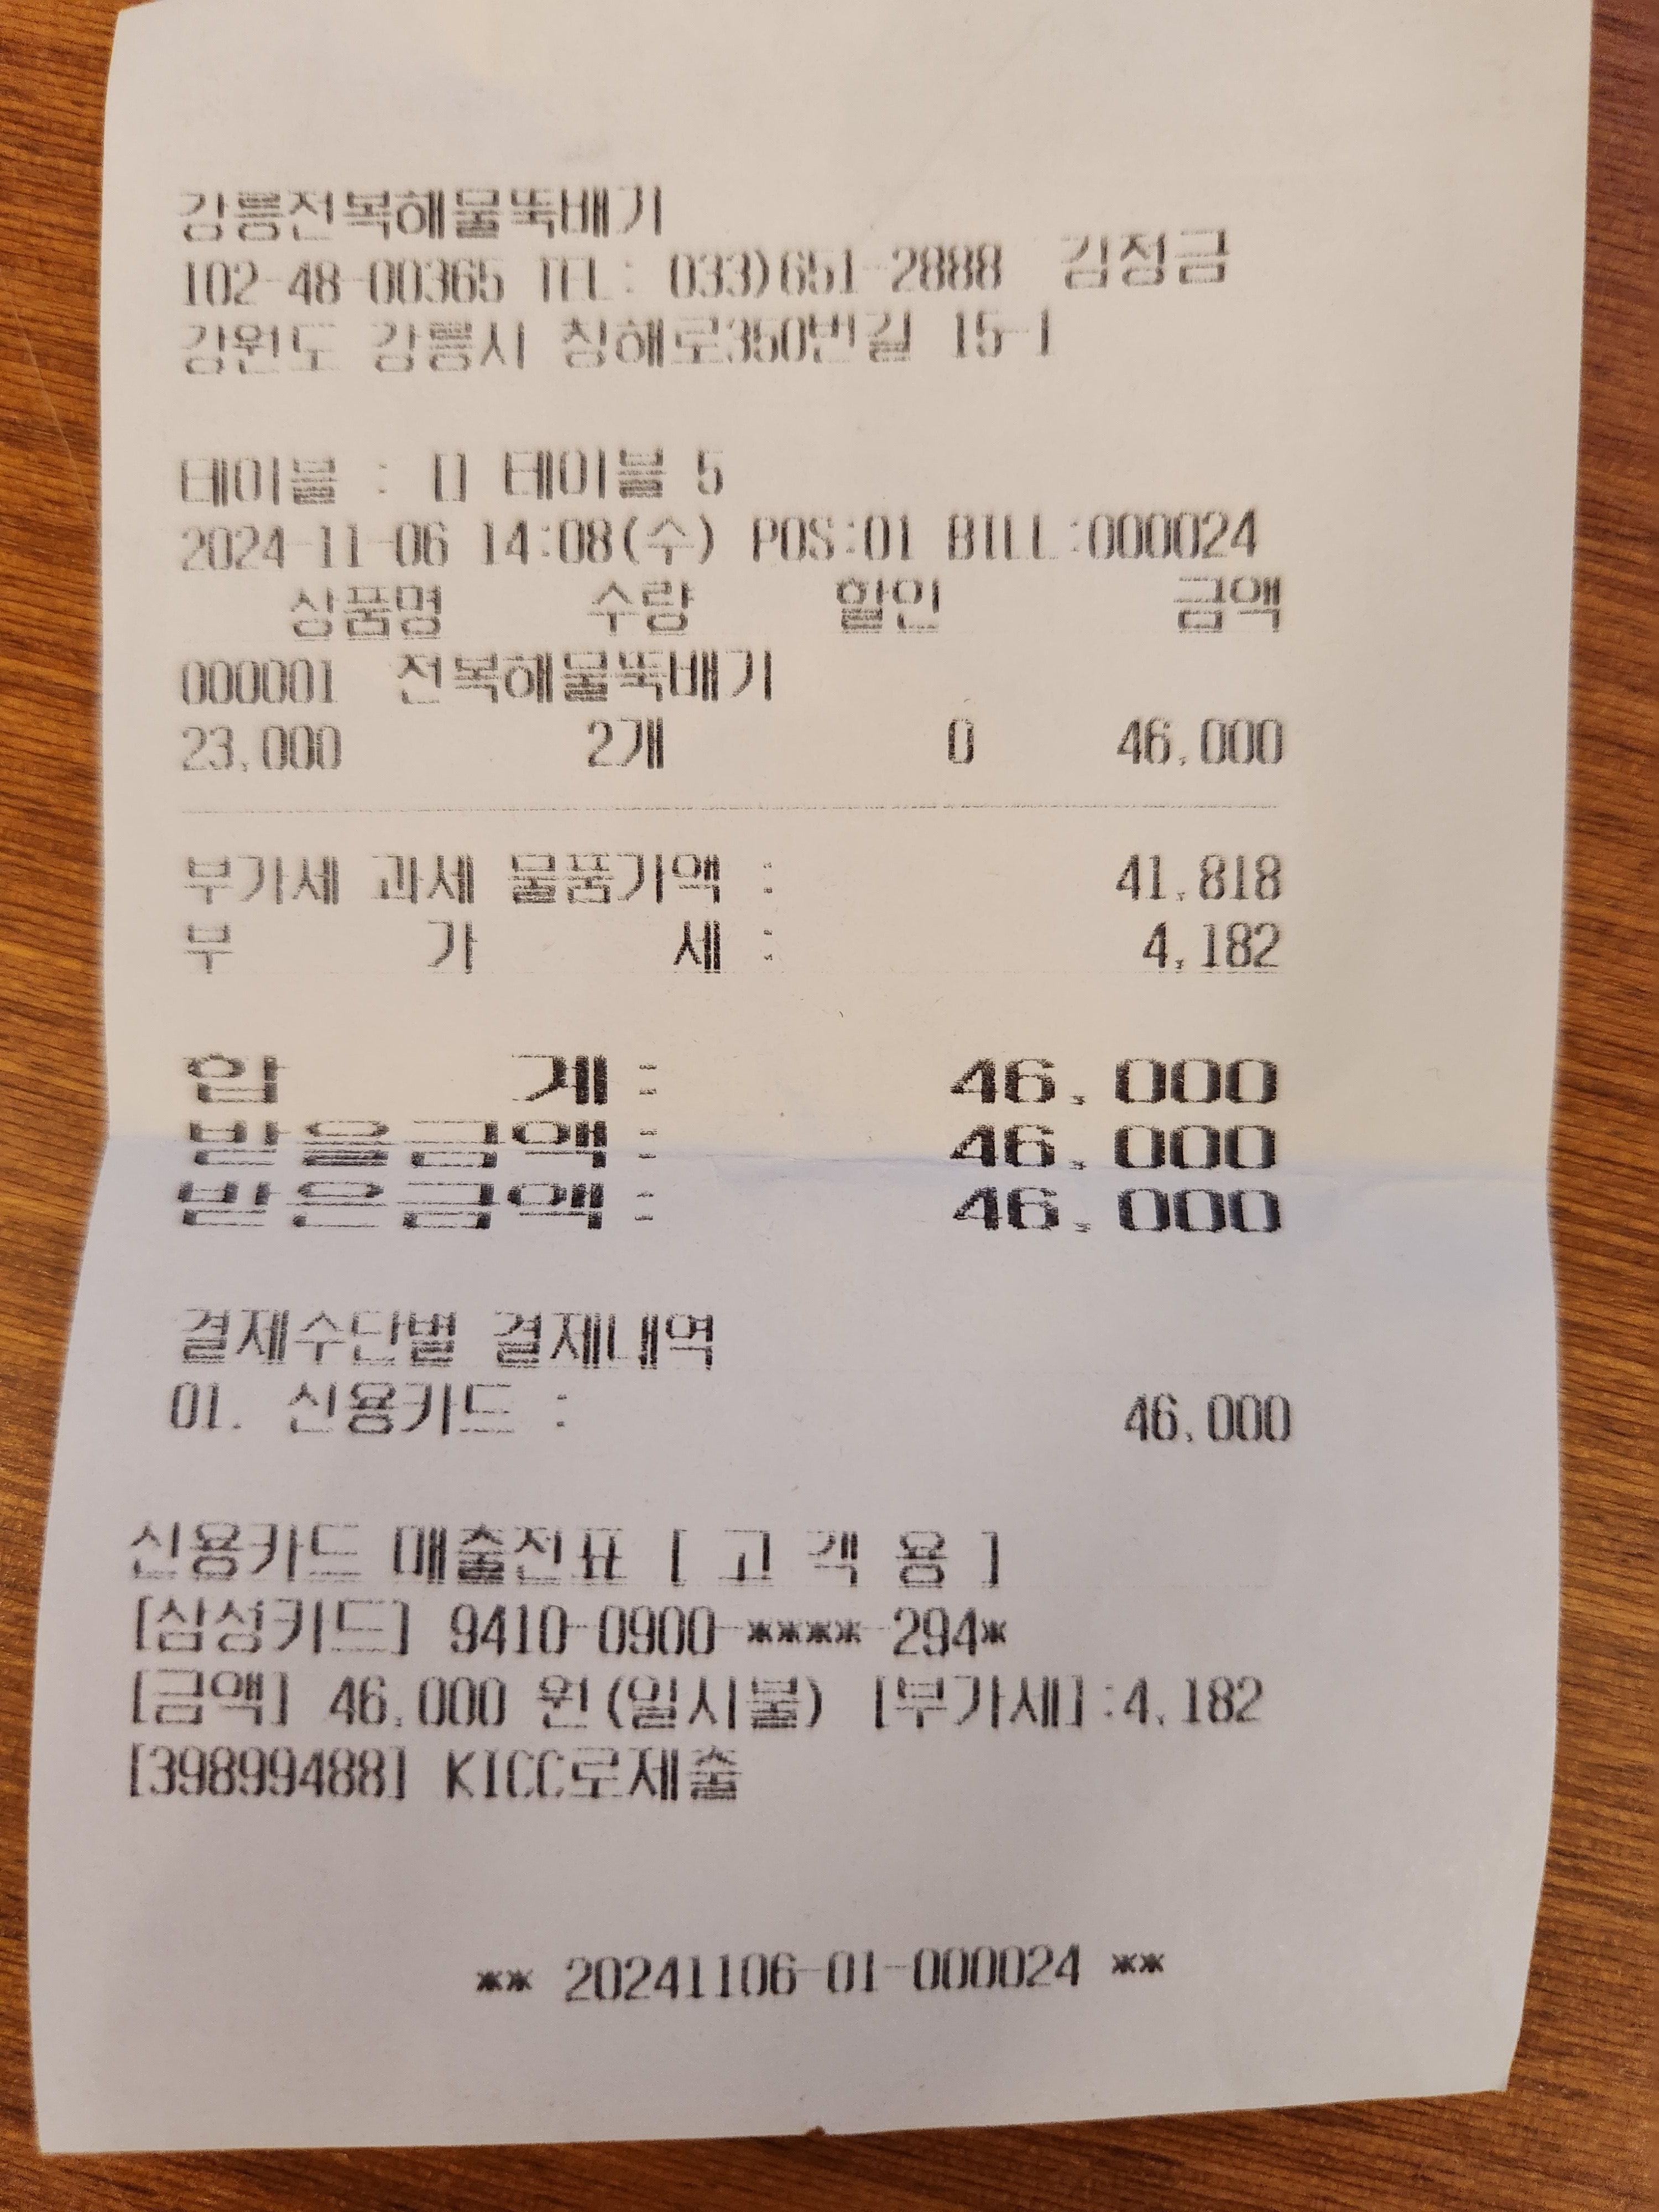 강릉전복해물뚝배기
102-48-00365 TEL: 033)651-2888 김정금
강원도 강릉시 창해로350번길 15-1
테이블 : [] 테이블 5
2024-11-06 14:08(수) POS:01 BILL:000024
상품명 수량 할인 금액
000001 전복해물뚝배기
23,000 2개 0 46,000
부가세 과세 물품가액 : 41,818
부 가 세 : 4,182
합 계 : 46,000
받을금액 : 46,000
받은금액 : 46,000
결제수단별 결제내역
01. 신용카드 : 46,000
신용카드 매출전표 [ 고 객 용 ]
[삼성카드] 9410-0900-****-294*
[금액] 46,000 원(일시불) [부가세]:4,182
[39899488] KICC로제출
** 20241106-01-000024 **